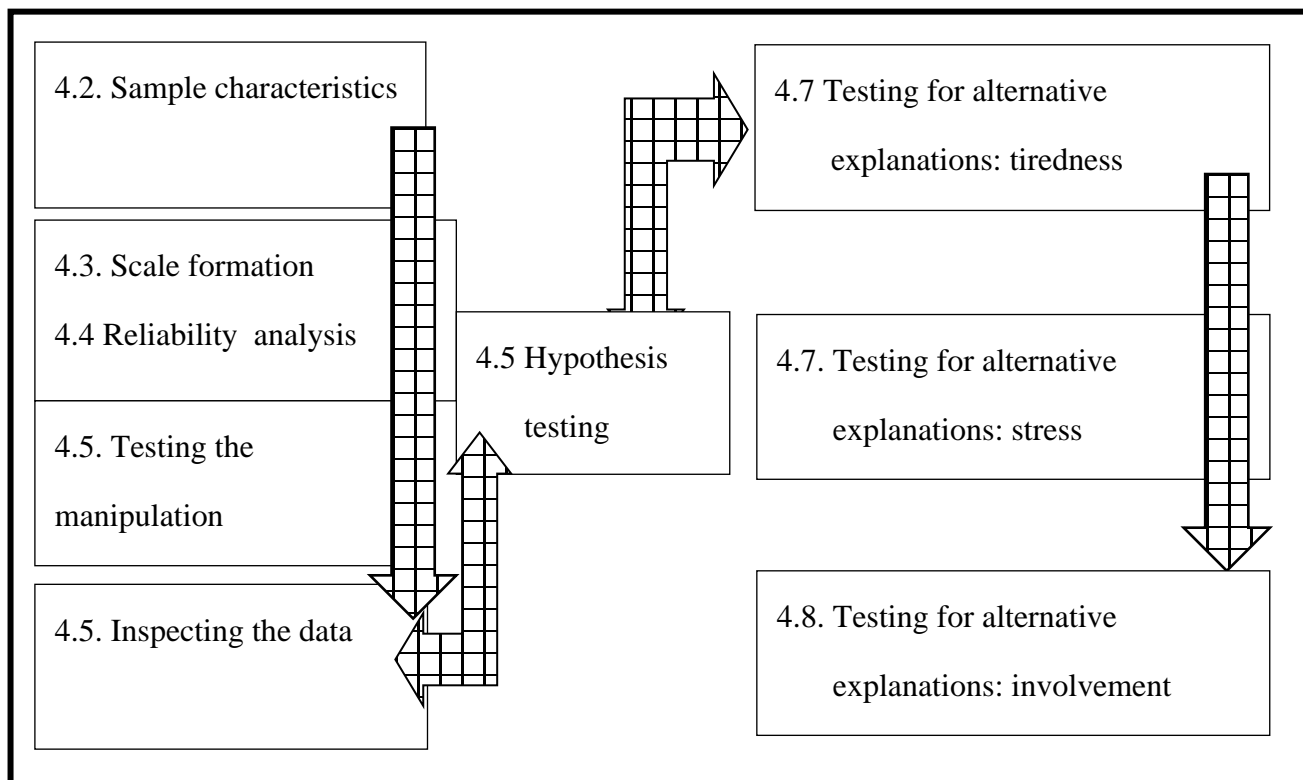 4.2. Sample characteristics
4.3. Scale formation
4.4 Reliability analysis
4.5. Testing the
manipulation
4.5. Inspecting the data
4.5 Hypothesis
testing
4.7 Testing for alternative
explanations: tiredness
4.7. Testing for alternative
explanations: stress
4.8. Testing for alternative
explanations: involvement